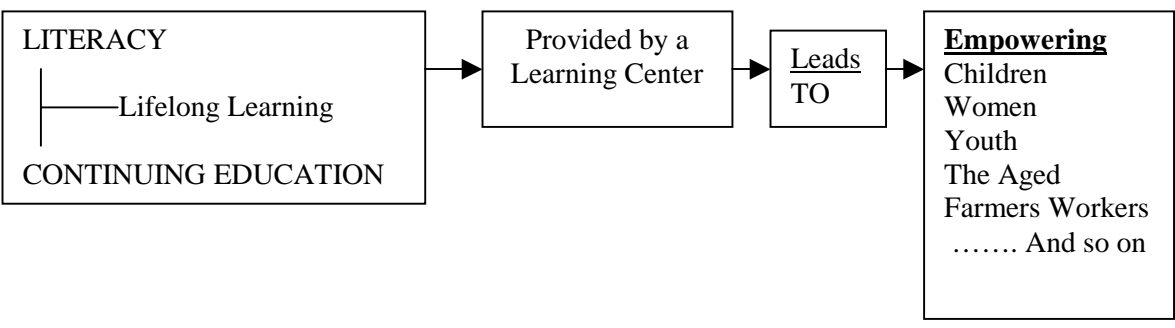 LITERACY
Lifelong Learning
CONTINUING EDUCATION
Provided by a
Learning Center
Leads
TO
Empowering
Children
Women
Youth
The Aged
Farmers Workers
……. And so on